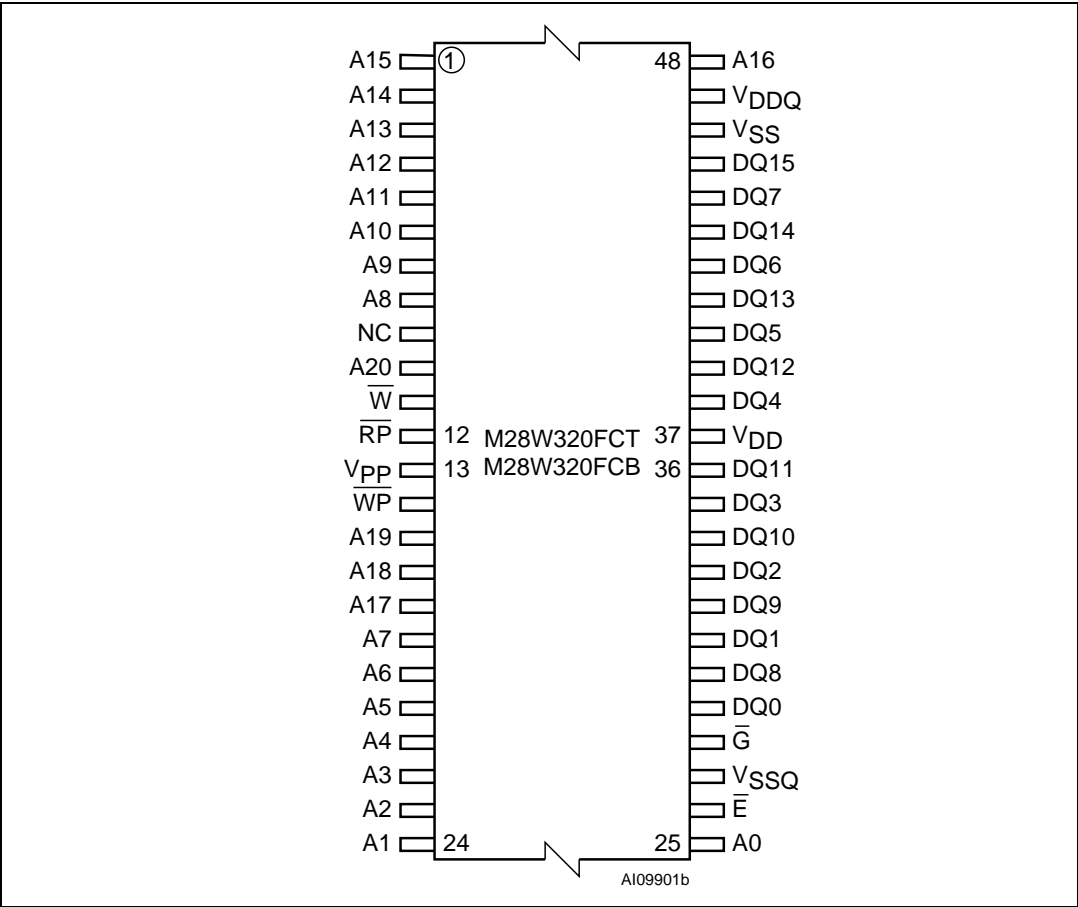 A15 1 48 A16
A14 VDDQ
A13 VSS
A12 DQ15
A11 DQ7
A10 DQ14
A9 DQ6
A8 DQ13
NC DQ5
A20 DQ12
W̅ DQ4
R̅P̅ 12 M28W320FCT 37 VDD
VPP 13 M28W320FCB 36 DQ11
W̅P̅ DQ3
A19 DQ10
A18 DQ2
A17 DQ9
A7 DQ1
A6 DQ8
A5 DQ0
A4 G̅
A3 VSSQ
A2 E̅
A1 24 25 A0
AI09901b